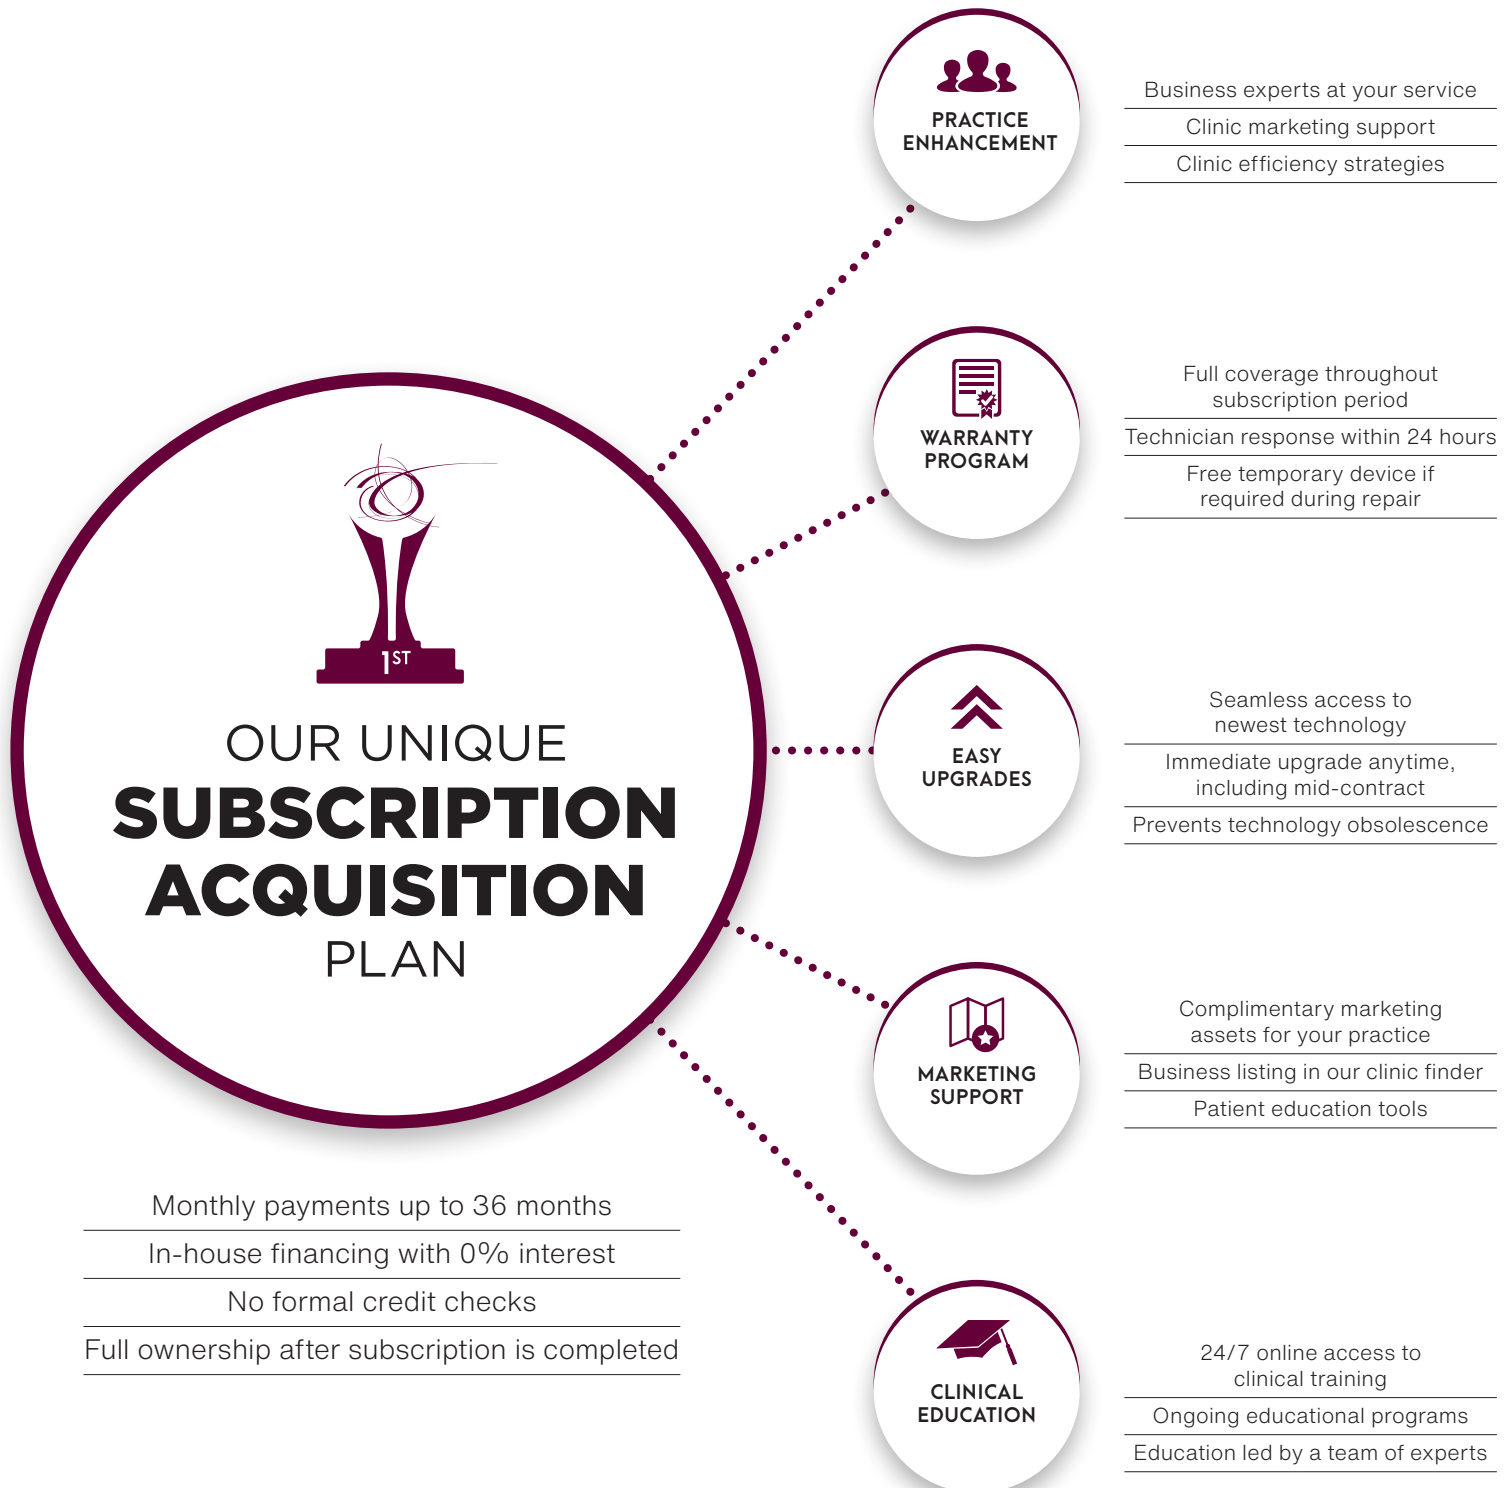 1ST
OUR UNIQUE
SUBSCRIPTION
ACQUISITION
PLAN
Monthly payments up to 36 months
In-house financing with 0% interest
No formal credit checks
Full ownership after subscription is completed
PRACTICE
ENHANCEMENT
Business experts at your service
Clinic marketing support
Clinic efficiency strategies
WARRANTY
PROGRAM
Full coverage throughout
subscription period
Technician response within 24 hours
Free temporary device if
required during repair
EASY
UPGRADES
Seamless access to
newest technology
Immediate upgrade anytime,
including mid-contract
Prevents technology obsolescence
MARKETING
SUPPORT
Complimentary marketing
assets for your practice
Business listing in our clinic finder
Patient education tools
CLINICAL
EDUCATION
24/7 online access to
clinical training
Ongoing educational programs
Education led by a team of experts